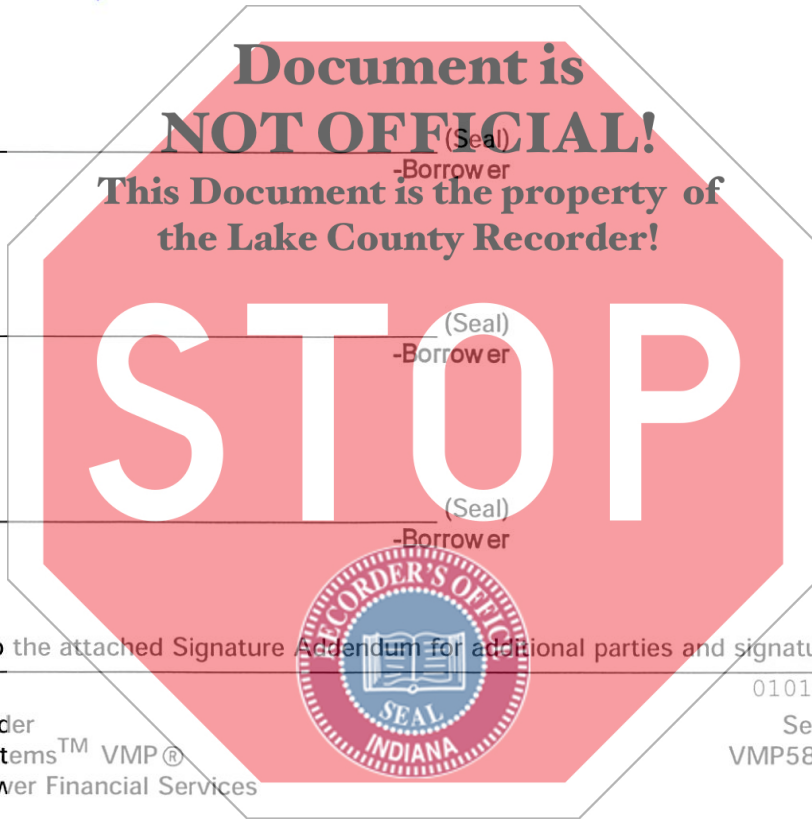 Document is
NOT OFFICIAL!
(Seal)
-Borrower
This Document is the property of
the Lake County Recorder!
STOP
(Seal)
-Borrower
(Seal)
-Borrower
RECORDER'S OFFICE
the attached Signature Addendum for additional parties and signatu
SEAL
INDIANA
0101
der
Se
tems™ VMP®
VMP58
wer Financial Services